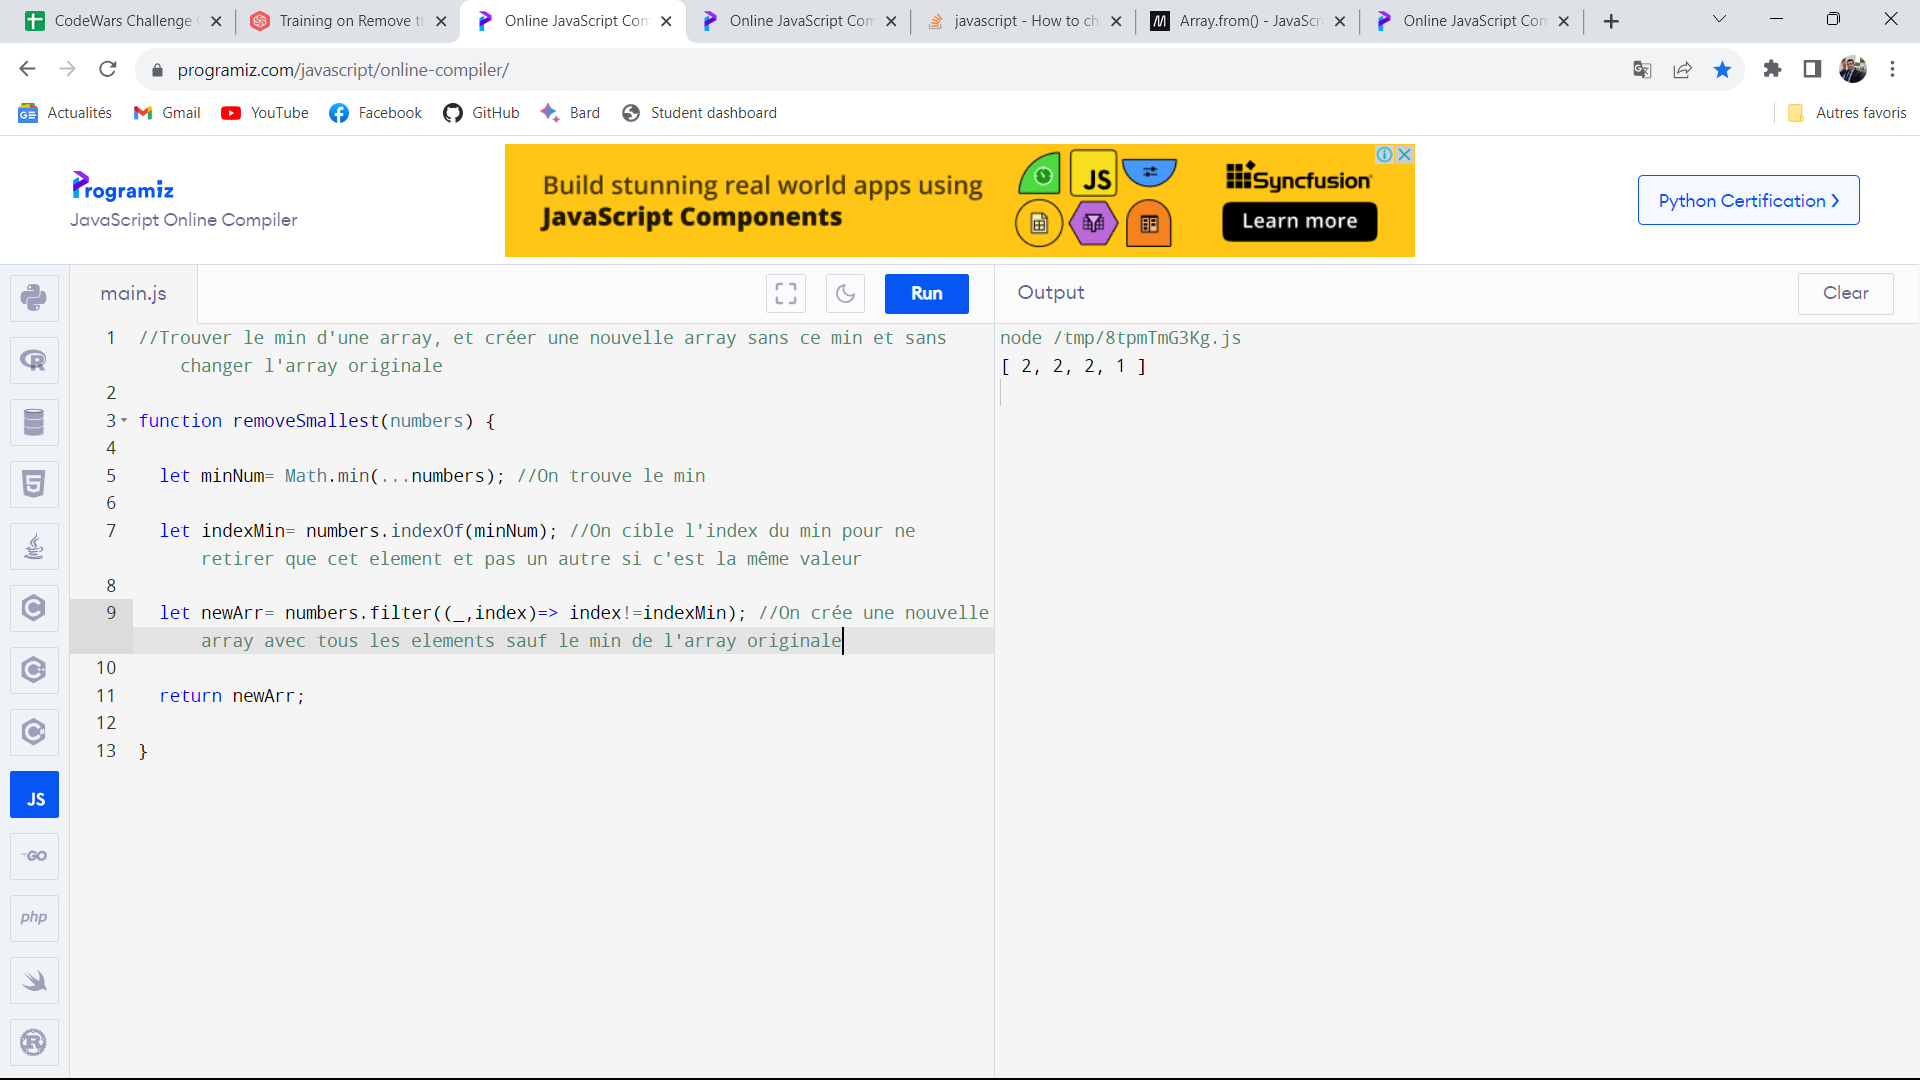 CodeWars Challenge
Training on Remove th
Online JavaScript Com
Online JavaScript Com
javascript - How to ch
Array.from() - JavaScri
Online JavaScript Com
programiz.com/javascript/online-compiler/
Actualités
Gmail
YouTube
Facebook
GitHub
Bard
Student dashboard
Autres favoris
Programiz
JavaScript Online Compiler
Build stunning real world apps using
JavaScript Components
JS
Syncfusion
Learn more
Python Certification
main.js
Run
Output
Clear
1 //Trouver le min d'une array, et créer une nouvelle array sans ce min et sans
changer l'array originale
2
3 function removeSmallest(numbers) {
4
5 let minNum= Math.min(...numbers); //On trouve le min
6
7 let indexMin= numbers.indexOf(minNum); //On cible l'index du min pour ne
retirer que cet element et pas un autre si c'est la même valeur
8
9 let newArr= numbers.filter((_,index)=> index!=indexMin); //On crée une nouvelle
array avec tous les elements sauf le min de l'array originale
10
11 return newArr;
12
13 }
node /tmp/8tpmTmG3Kg.js
[ 2, 2, 2, 1 ]
R
5
C
C
C
JS
GO
php
R